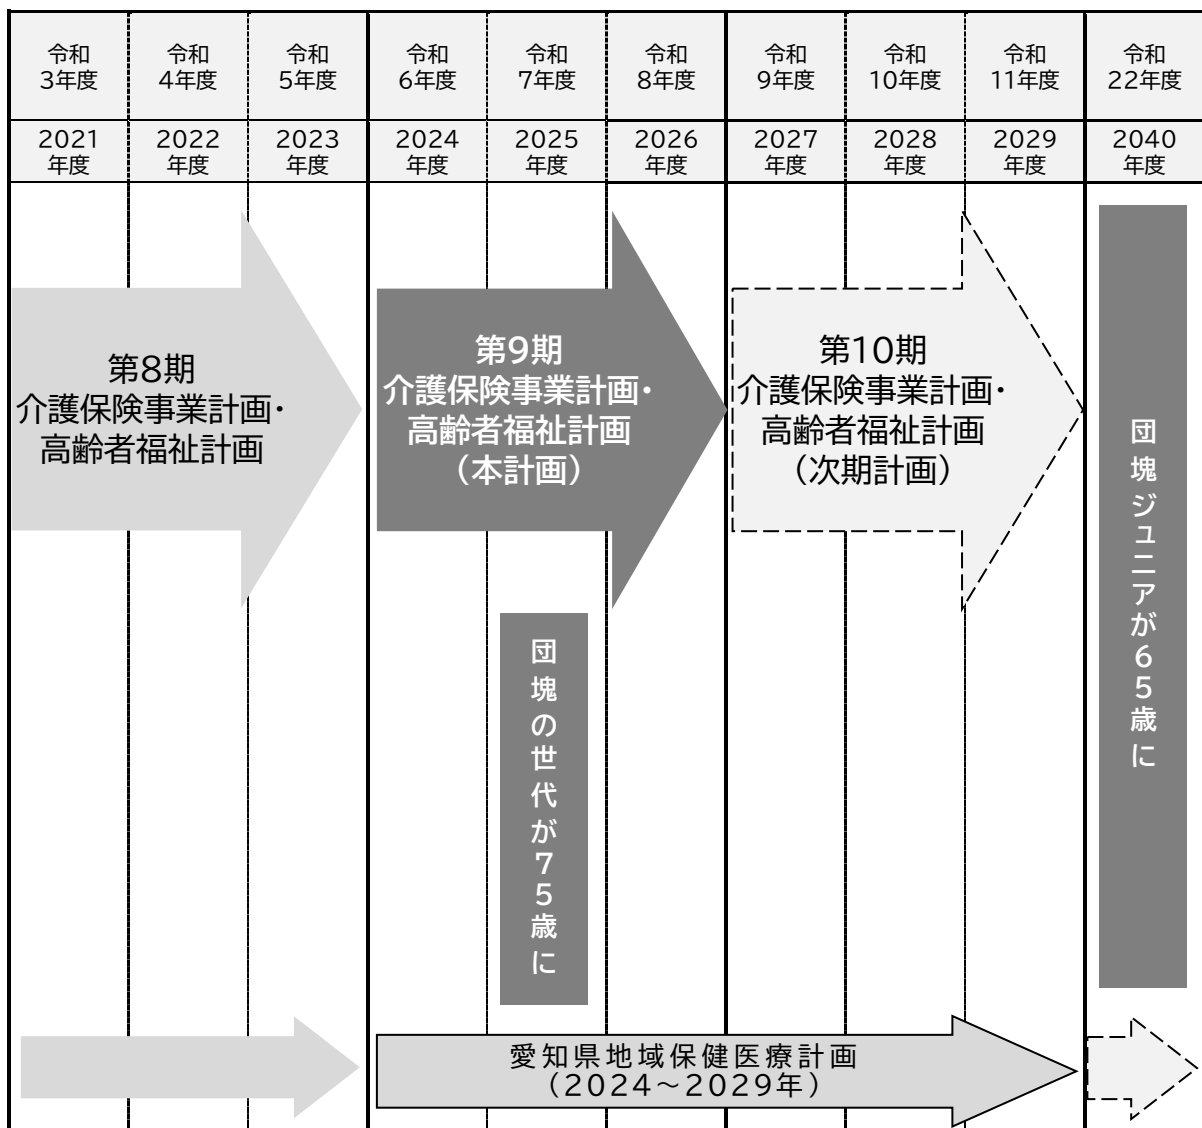 令和
3年度
令和
4年度
令和
5年度
令和
6年度
令和
7年度
令和
8年度
令和
9年度
令和
10年度
令和
11年度
令和
22年度
2021
年度
2022
年度
2023
年度
2024
年度
2025
年度
2026
年度
2027
年度
2028
年度
2029
年度
2040
年度
第8期
介護保険事業計画・
高齢者福祉計画
第9期
介護保険事業計画・
高齢者福祉計画
（本計画）
第10期
介護保険事業計画・
高齢者福祉計画
（次期計画）
団塊ジュニアが65歳に
団塊の世代が75歳に
愛知県地域保健医療計画
（2024～2029年）